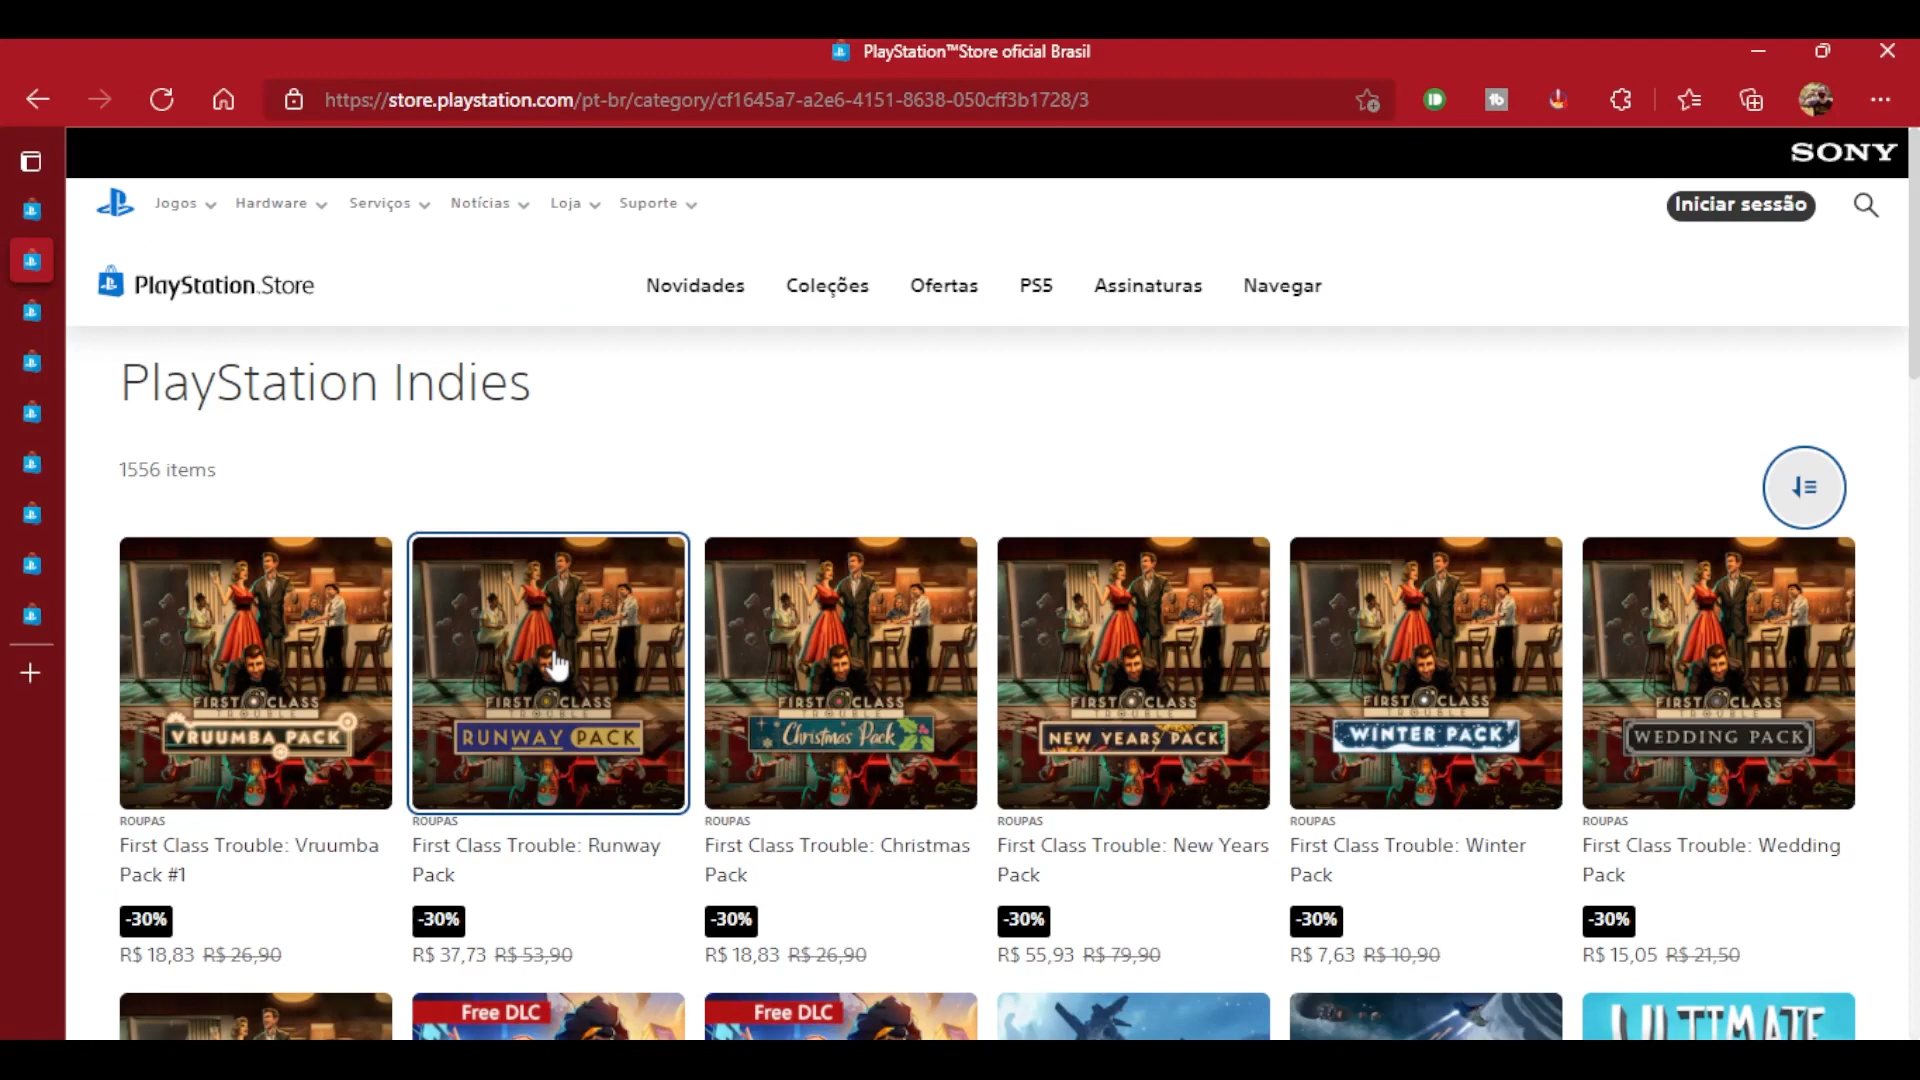 PlayStation™Store oficial Brasil
https://store.playstation.com/pt-br/category/cf1645a7-a2e6-4151-8638-050cff3b1728/3
SONY
Jogos Hardware Serviços Notícias Loja Suporte
Iniciar sessão
PlayStation.Store
Novidades Coleções Ofertas PS5 Assinaturas Navegar
PlayStation Indies
1556 items
FIRST CLASS TROUBLE VRUUMBA PACK
FIRST CLASS TROUBLE RUNWAY PACK
FIRST CLASS TROUBLE Christmas Pack
FIRST CLASS TROUBLE NEW YEARS PACK
FIRST CLASS TROUBLE WINTER PACK
FIRST CLASS TROUBLE WEDDING PACK
ROUPAS ROUPAS ROUPAS ROUPAS ROUPAS ROUPAS
First Class Trouble: Vruumba Pack #1
First Class Trouble: Runway Pack
First Class Trouble: Christmas Pack
First Class Trouble: New Years Pack
First Class Trouble: Winter Pack
First Class Trouble: Wedding Pack
-30% -30% -30% -30% -30% -30%
R$ 18,83 R$ 26,90
R$ 37,73 R$ 53,90
R$ 18,83 R$ 26,90
R$ 55,93 R$ 79,90
R$ 7,63 R$ 10,90
R$ 15,05 R$ 21,50
Free DLC
Free DLC
ULTIMATE